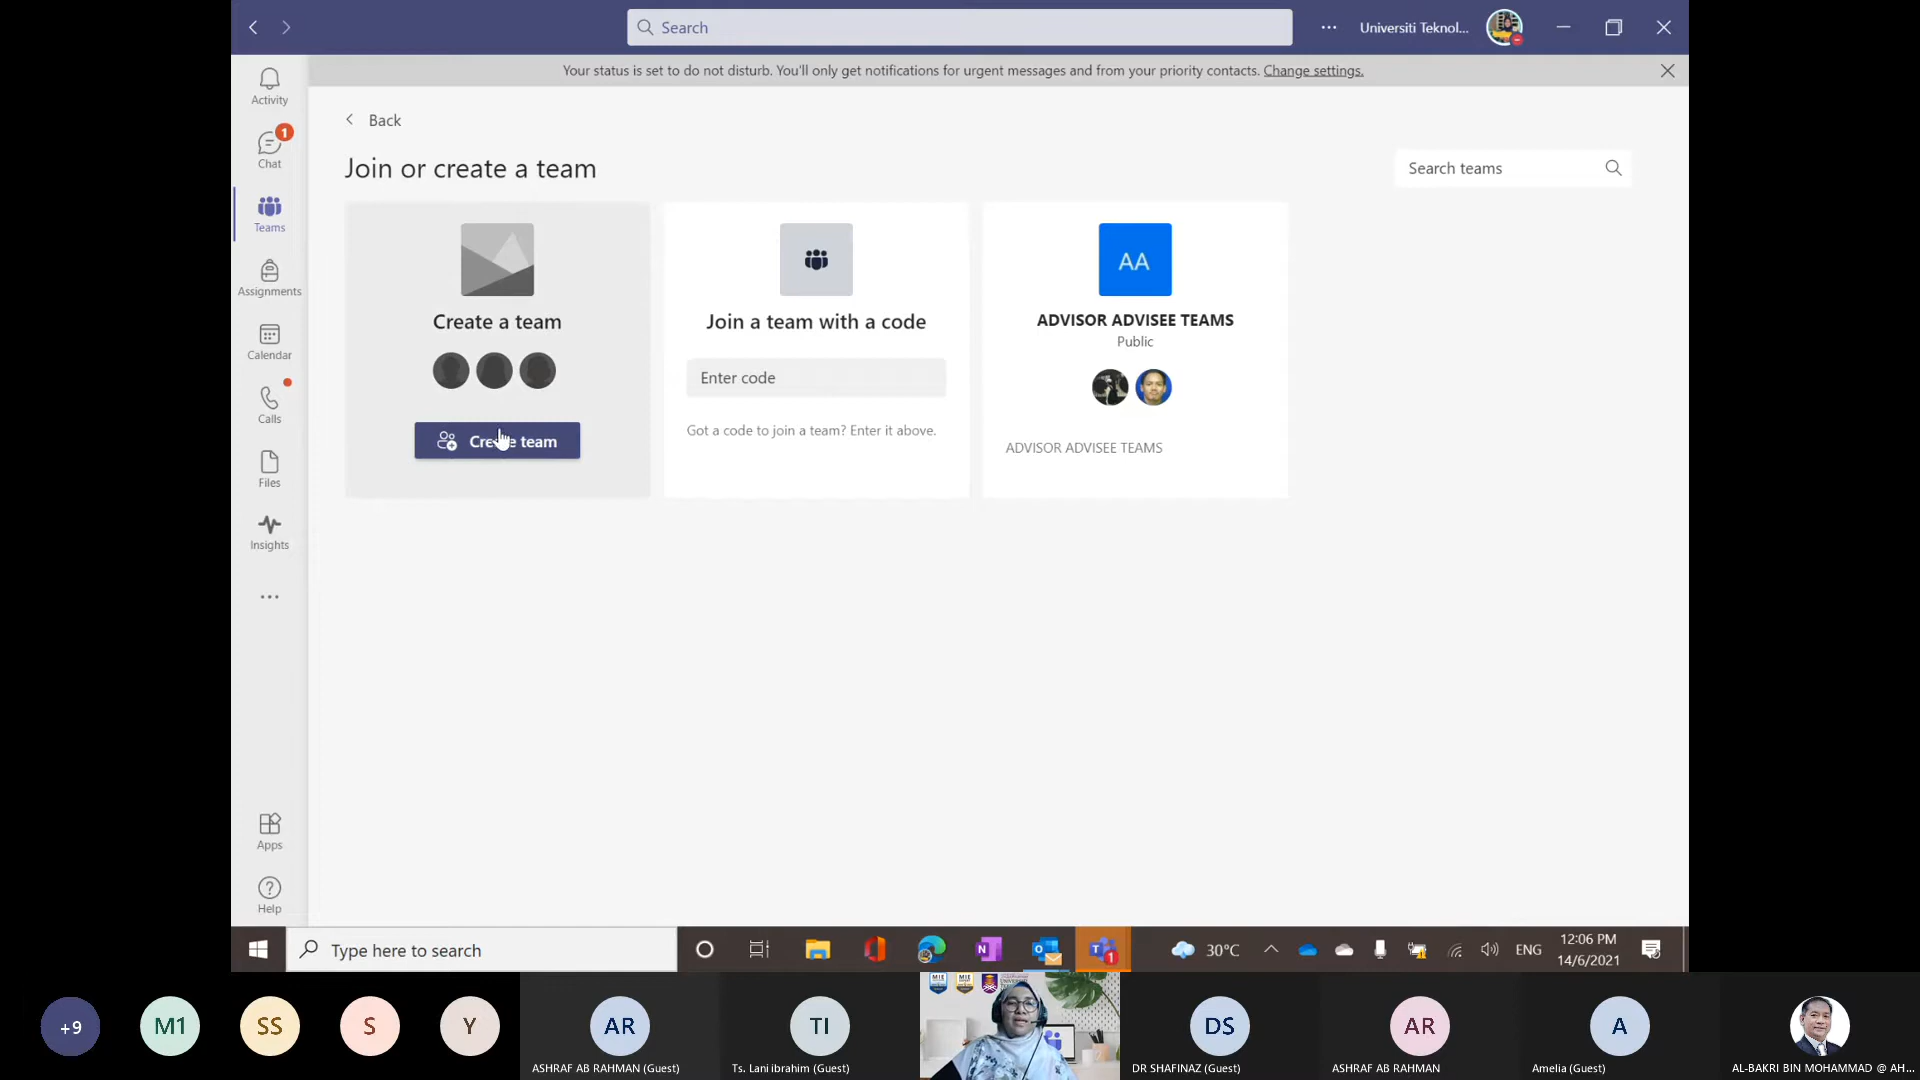 Search
Universiti Teknol...
Your status is set to do not disturb. You'll only get notifications for urgent messages and from your priority contacts. Change settings.
Activity
1
Chat
Teams
Assignments
Calendar
Calls
Files
Insights
Apps
Help
Back
Join or create a team
Search teams
Create a team
Create team
Join a team with a code
Enter code
Got a code to join a team? Enter it above.
AA
ADVISOR ADVISEE TEAMS
Public
ADVISOR ADVISEE TEAMS
Type here to search
1
30°C
ENG
12:06 PM
14/6/2021
+9
M1
SS
S
Y
AR
ASHRAF AB RAHMAN (Guest)
TI
Ts. Lani ibrahim (Guest)
DS
DR SHAFINAZ (Guest)
AR
ASHRAF AB RAHMAN
A
Amelia (Guest)
AL-BAKRI BIN MOHAMMAD @ AH...